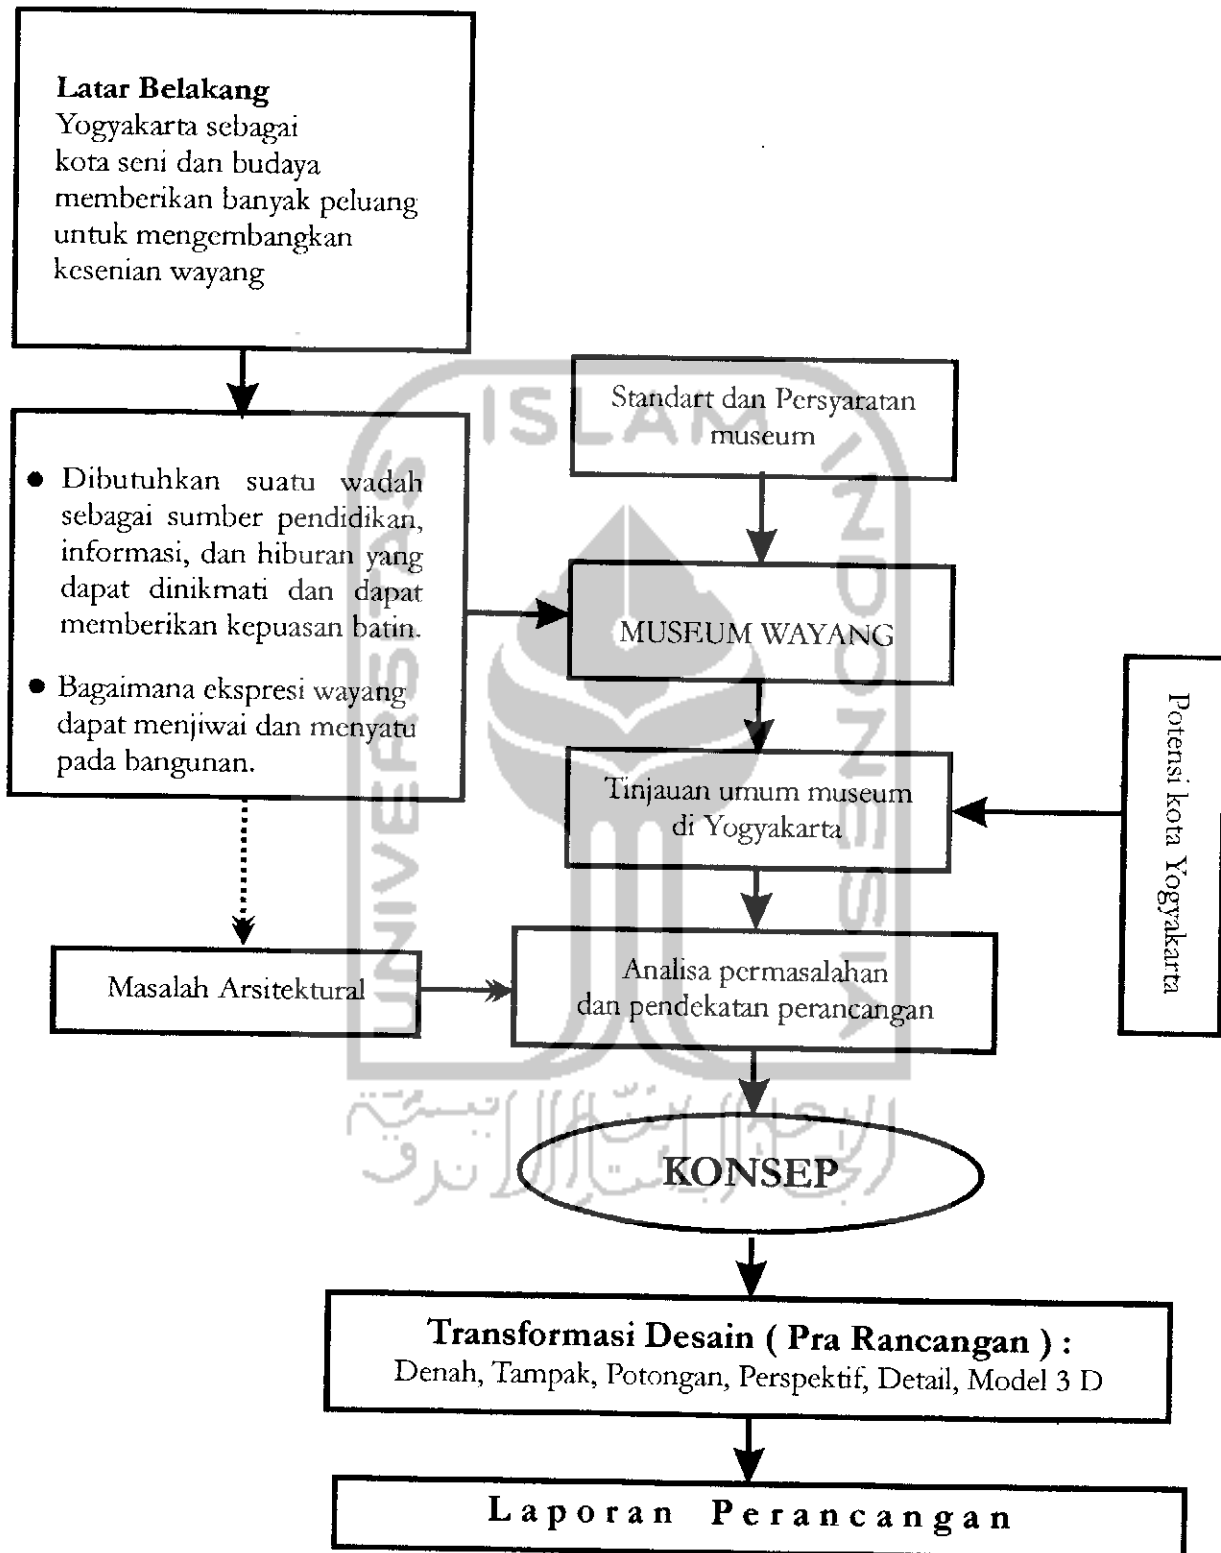 Latar Belakang
Yogyakarta sebagai
kota seni dan budaya
memberikan banyak peluang
untuk mengembangkan
kesenian wayang
Standart dan Persyaratan
museum
● Dibutuhkan suatu wadah
sebagai sumber pendidikan,
informasi, dan hiburan yang
dapat dinikmati dan dapat
memberikan kepuasan batin.
● Bagaimana ekspresi wayang
dapat menjiwai dan menyatu
pada bangunan.
MUSEUM WAYANG
Tinjauan umum museum
di Yogyakarta
Potensi kota Yogyakarta
Masalah Arsitektural
Analisa permasalahan
dan pendekatan perancangan
KONSEP
Transformasi Desain ( Pra Rancangan ) :
Denah, Tampak, Potongan, Perspektif, Detail, Model 3 D
Laporan Perancangan
UNIVERSITAS
ISLAM
INDONESIA